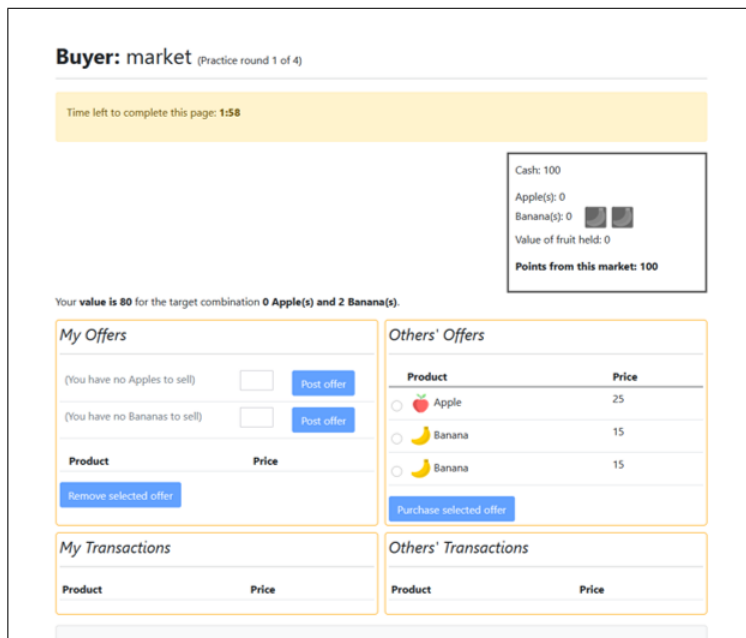 Buyer: market (Practice round 1 of 4)
Time left to complete this page: 1:58
Cash: 100
Apple(s): 0
Banana(s): 0
Value of fruit held: 0
Points from this market: 100
Your value is 80 for the target combination 0 Apple(s) and 2 Banana(s).
My Offers
(You have no Apples to sell) Post offer
(You have no Bananas to sell) Post offer
Product Price
Remove selected offer
Others' Offers
Product Price
Apple 25
Banana 15
Banana 15
Purchase selected offer
My Transactions
Product Price
Others' Transactions
Product Price